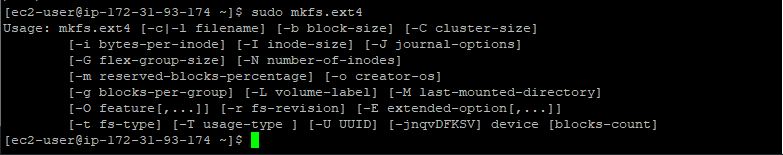 [ec2-user@ip-172-31-93-174 ~]$ sudo mkfs.ext4
Usage: mkfs.ext4 [-c|-l filename] [-b block-size] [-C cluster-size]
        [-i bytes-per-inode] [-I inode-size] [-J journal-options]
        [-G flex-group-size] [-N number-of-inodes]
        [-m reserved-blocks-percentage] [-o creator-os]
        [-g blocks-per-group] [-L volume-label] [-M last-mounted-directory]
        [-O feature[,...]] [-r fs-revision] [-E extended-option[,...]]
        [-t fs-type] [-T usage-type ] [-U UUID] [-jnqvDFKSV] device [blocks-count]
[ec2-user@ip-172-31-93-174 ~]$